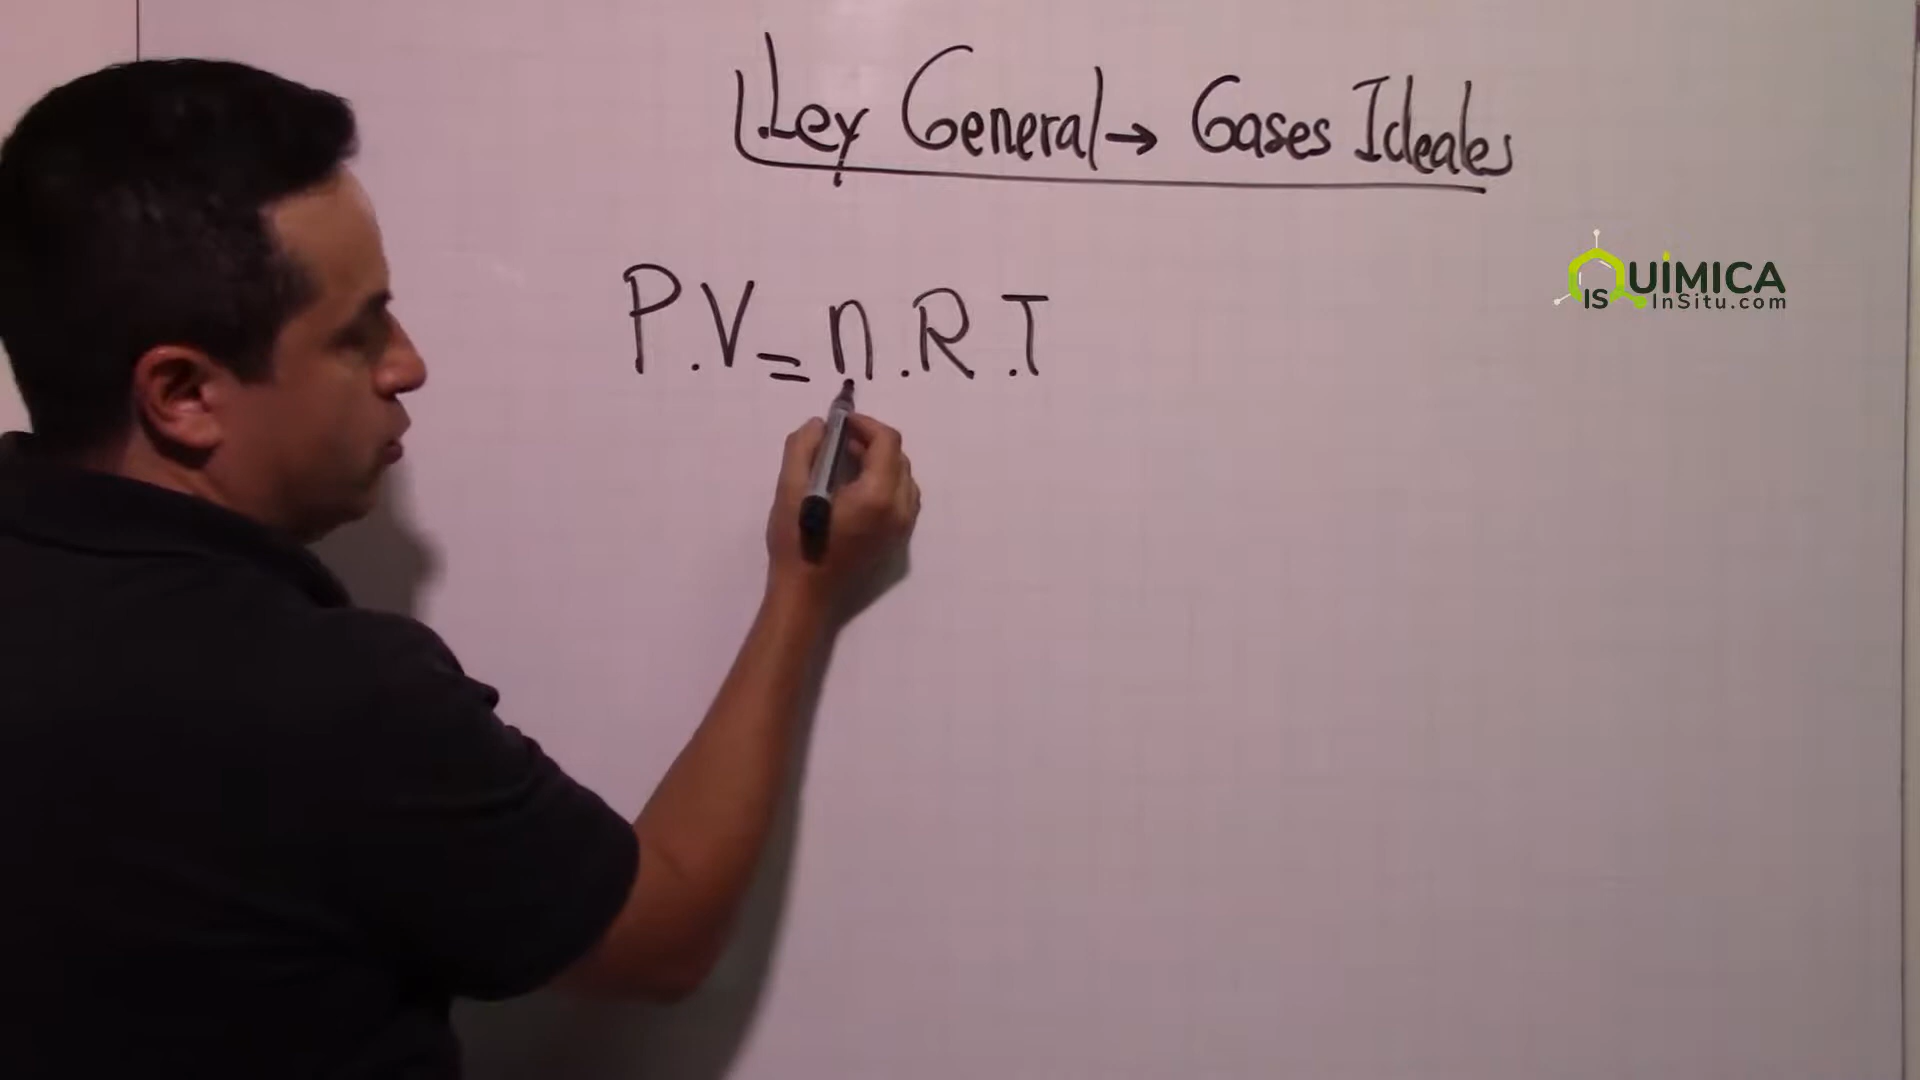 Ley General → Gases Ideales
P.V = n.R.T
QUIMICA
IS InSitu.com